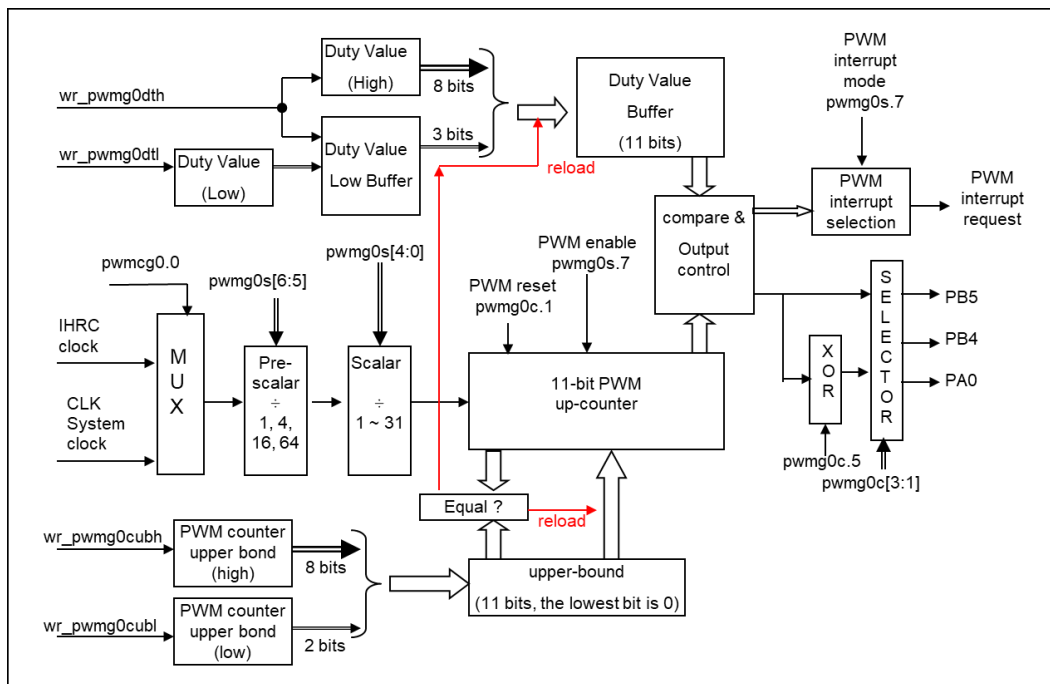 wr_pwmg0dth
wr_pwmg0dtl
Duty Value
(High)
8 bits
Duty Value
(Low)
Duty Value
Low Buffer
3 bits
reload
Duty Value
Buffer
(11 bits)
PWM
interrupt
mode
pwmg0s.7
PWM
interrupt
selection
PWM
interrupt
request
compare &
Output
control
pwmcg0.0
pwmg0s[6:5]
pwmg0s[4:0]
PWM enable
pwmg0s.7
PWM reset
pwmg0c.1
IHRC
clock
CLK
System
clock
M
U
X
Pre-
scalar
÷
1, 4,
16, 64
Scalar
÷
1 ~ 31
11-bit PWM
up-counter
XOR
S
E
L
E
C
T
O
R
PB5
PB4
PA0
pwmg0c.5
pwmg0c[3:1]
Equal ?
reload
wr_pwmg0cubh
PWM counter
upper bond
(high)
8 bits
wr_pwmg0cubl
PWM counter
upper bond
(low)
2 bits
upper-bound
(11 bits, the lowest bit is 0)